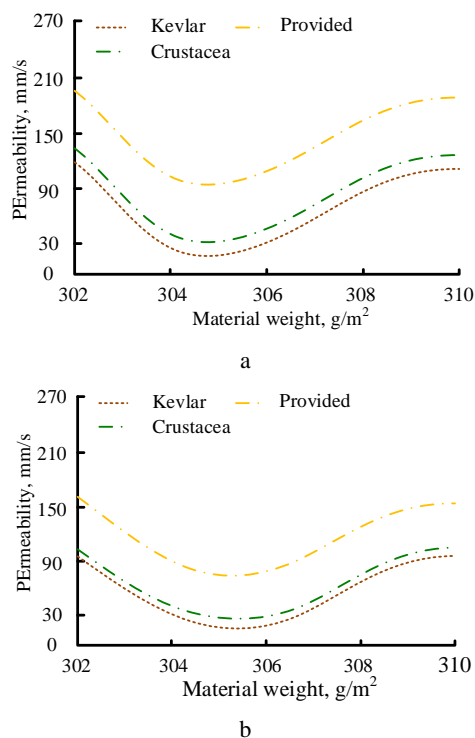 270
Kevlar Provided
Crustacea
210
150
90
30
0
302 304 306 308 310
PErmeability, mm/s
Material weight, g/m²
a
270
Kevlar Provided
Crustacea
210
150
90
30
0
302 304 306 308 310
PErmeability, mm/s
Material weight, g/m²
b